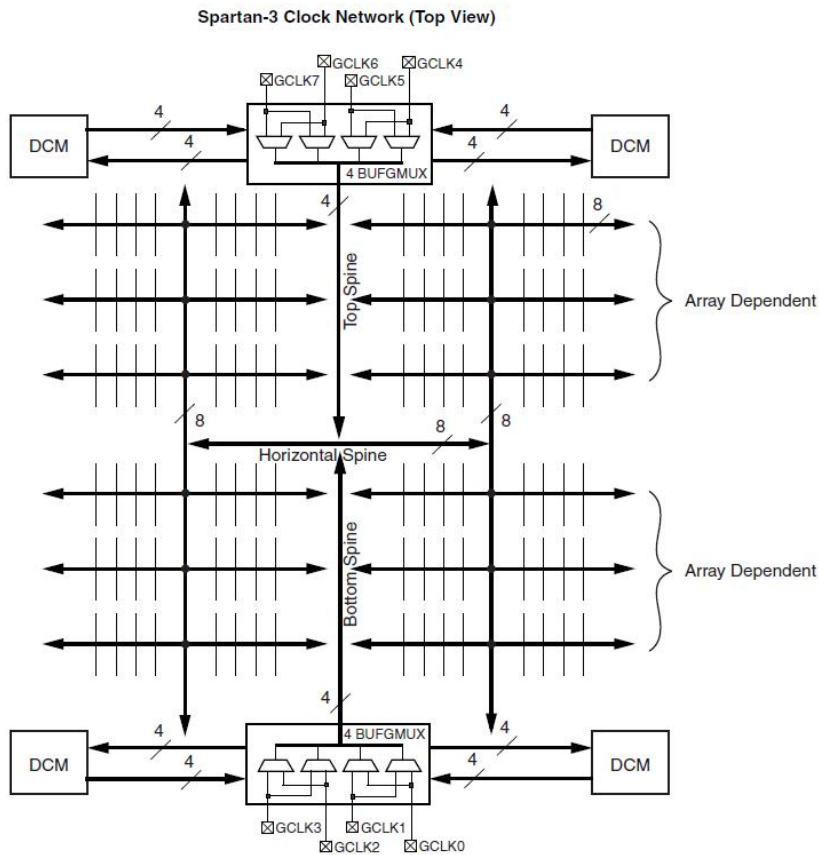 Spartan-3 Clock Network (Top View)
GCLK6
GCLK4
GCLK7
GCLK5
4
4
DCM
DCM
4
4
4 BUFGMUX
4
8
Top Spine
Array Dependent
8
8
8
Horizontal Spine
Bottom Spine
Array Dependent
4
4 BUFGMUX
4
4
DCM
DCM
4
4
GCLK3
GCLK1
GCLK2
GCLK0